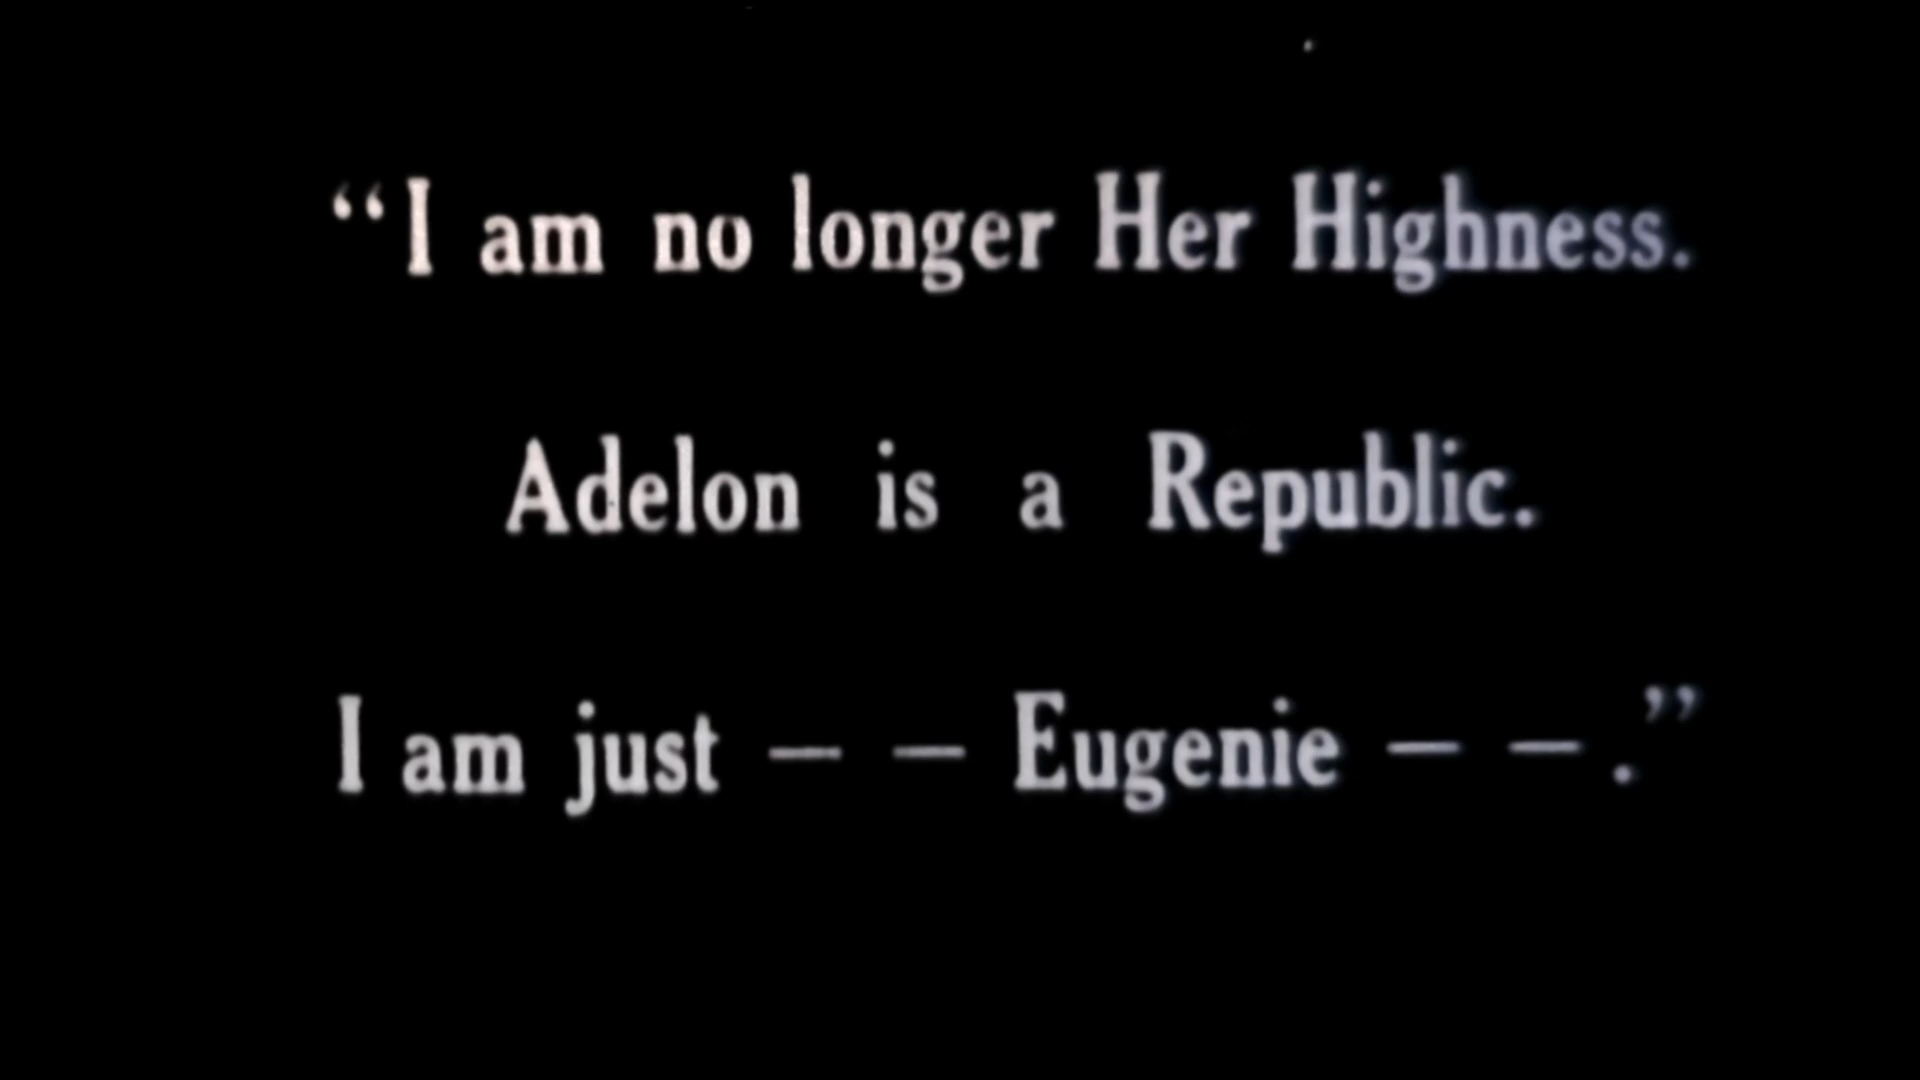 “I am no longer Her Highness.
Adelon is a Republic.
I am just — — Eugenie — — .”